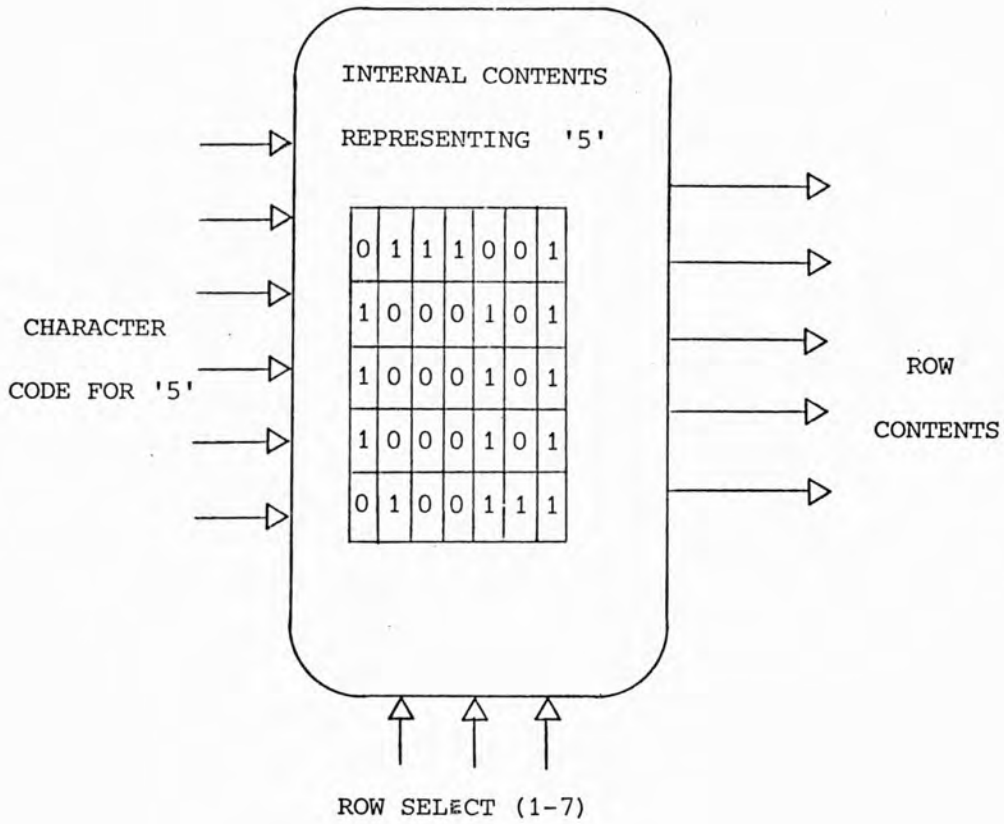 INTERNAL CONTENTS
REPRESENTING '5'
0 1 1 1 0 0 1
1 0 0 0 1 0 1
1 0 0 0 1 0 1
1 0 0 0 1 0 1
0 1 0 0 1 1 1
CHARACTER
CODE FOR '5'
ROW
CONTENTS
ROW SELECT (1-7)